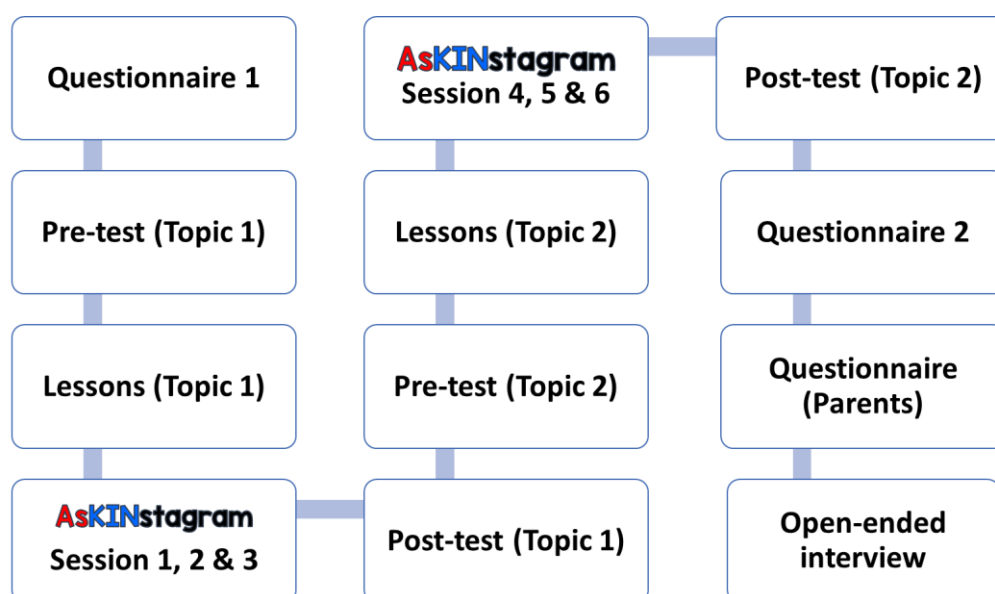 Questionnaire 1
Pre-test (Topic 1)
Lessons (Topic 1)
AsKINstagram
Session 1, 2 & 3
Post-test (Topic 1)
Pre-test (Topic 2)
Lessons (Topic 2)
AsKINstagram
Session 4, 5 & 6
Post-test (Topic 2)
Questionnaire 2
Questionnaire
(Parents)
Open-ended
interview